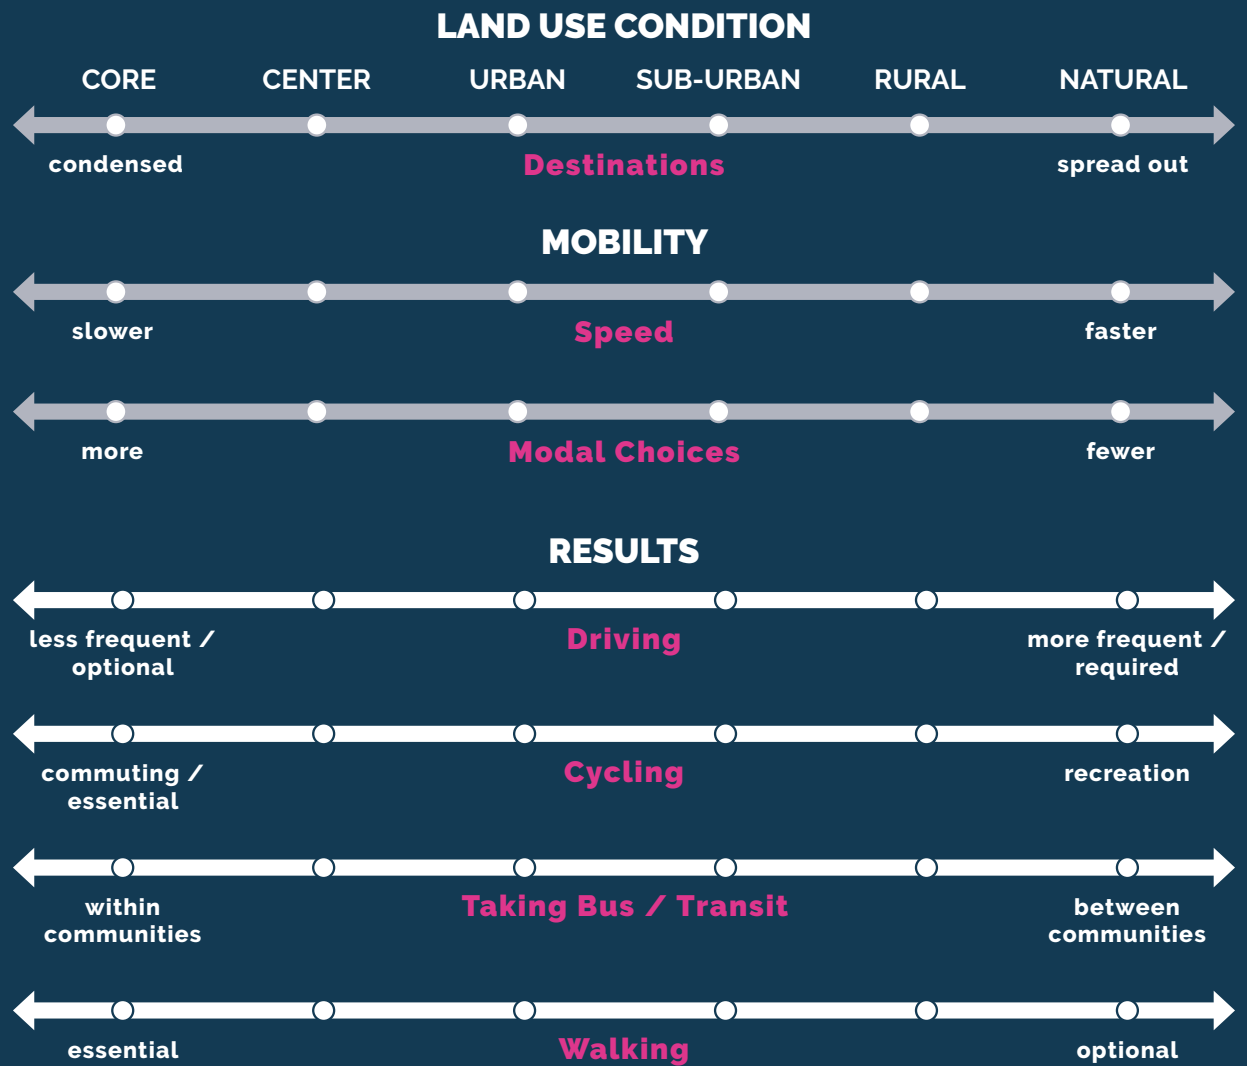 LAND USE CONDITION
CORE CENTER URBAN SUB-URBAN RURAL NATURAL
condensed Destinations spread out
MOBILITY
slower Speed faster
more Modal Choices fewer
RESULTS
less frequent / Driving more frequent /
optional required
commuting / Cycling recreation
essential
within Taking Bus / Transit between
communities communities
essential Walking optional